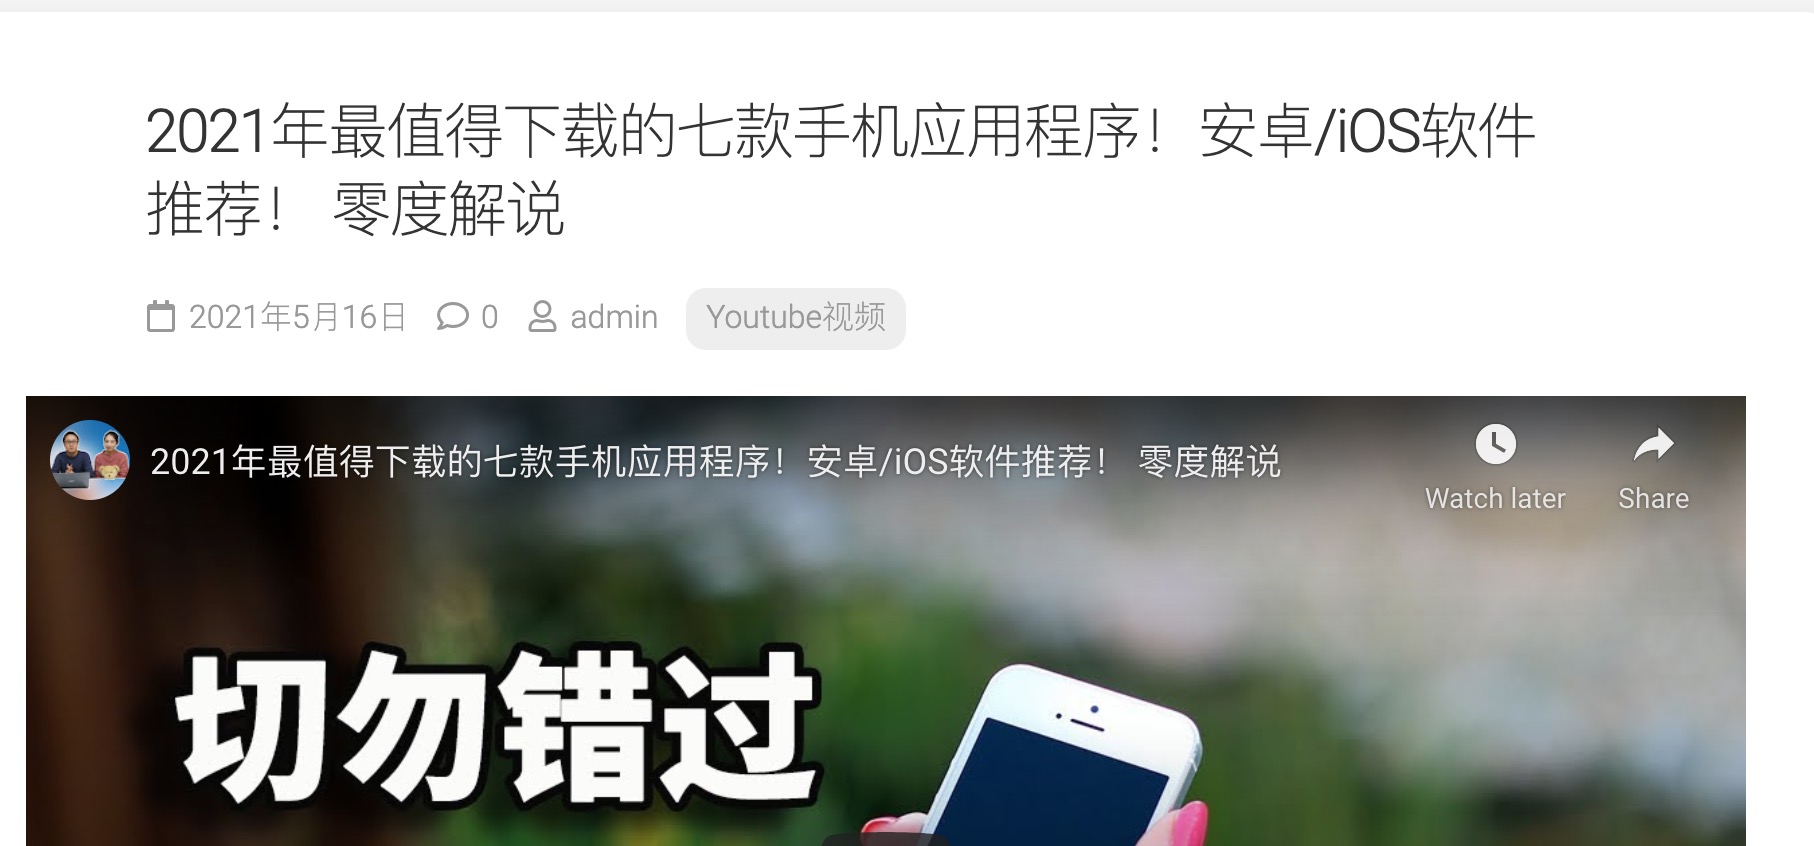 2021年最值得下载的七款手机应用程序！安卓/iOS软件
推荐！ 零度解说
2021年5月16日 0 admin Youtube视频
2021年最值得下载的七款手机应用程序！安卓/iOS软件推荐！ 零度解说
Watch later Share
切勿错过